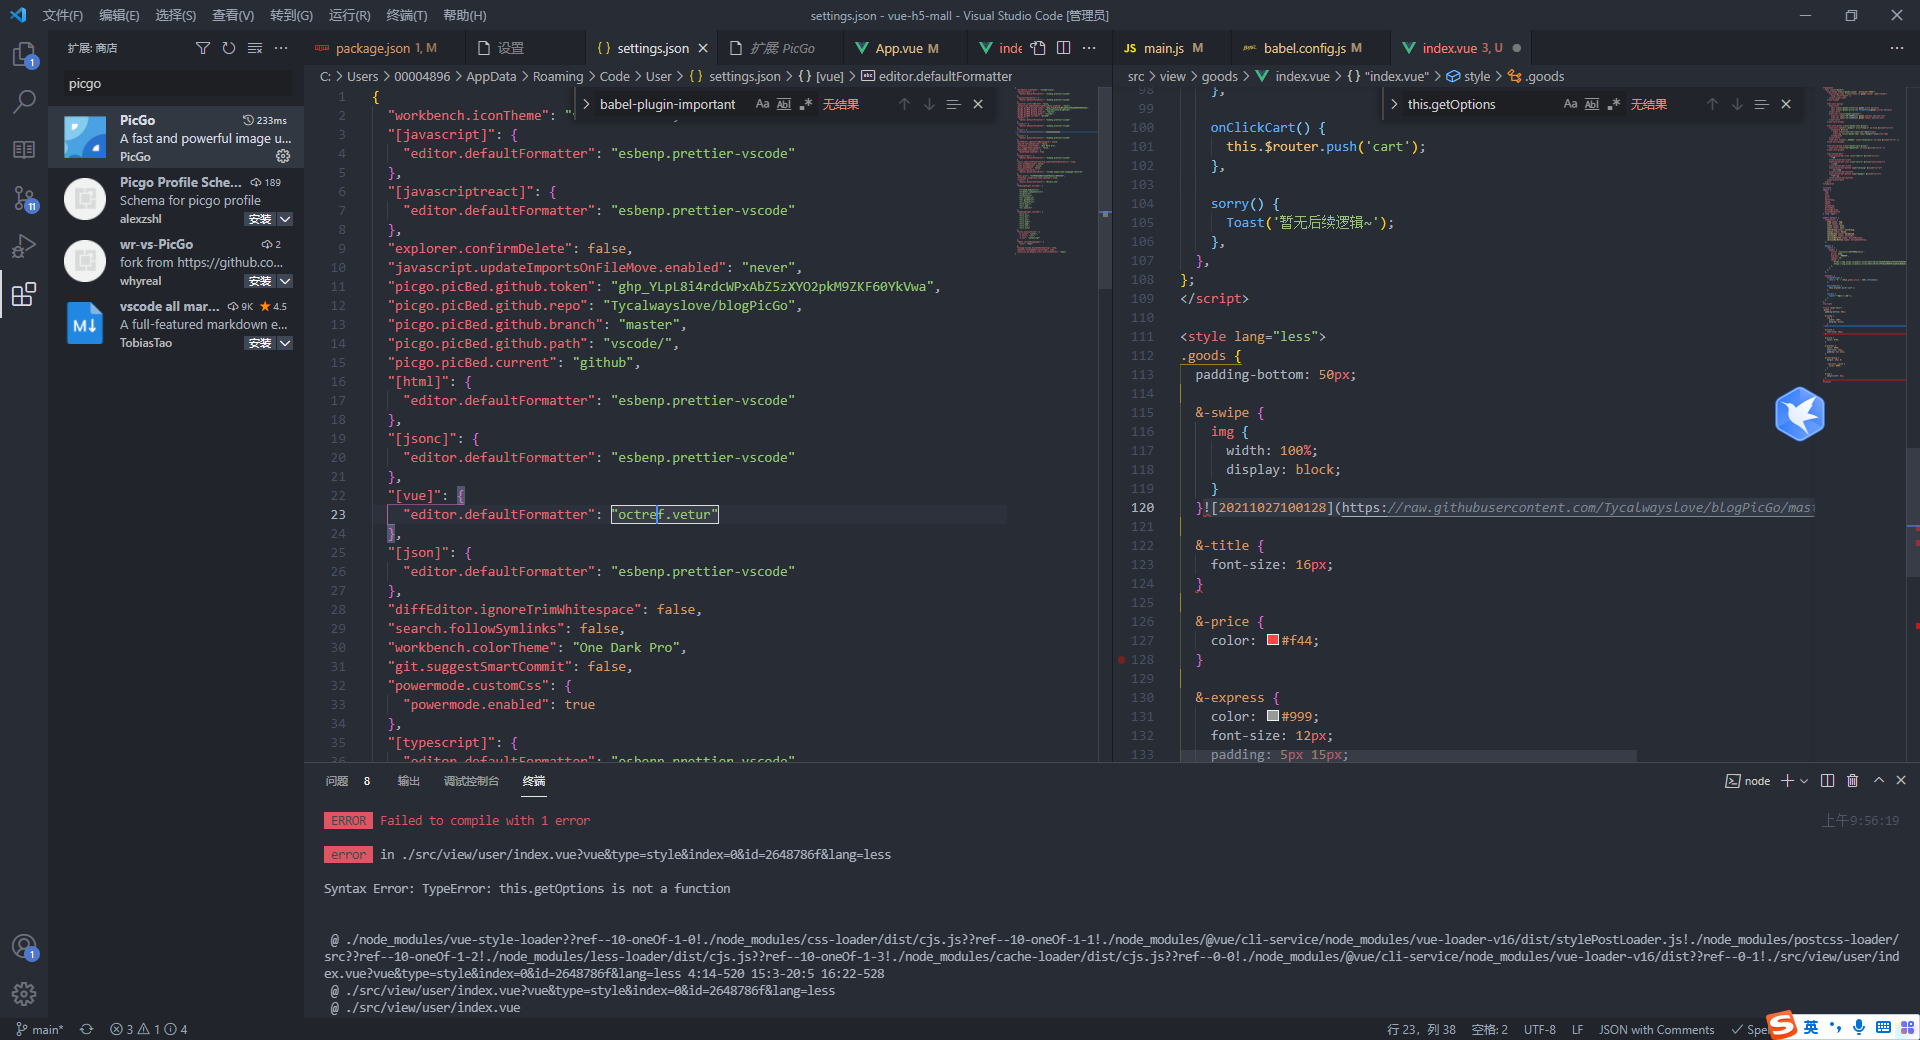 文件(F) 编辑(E) 选择(S) 查看(V) 转到(G) 运行(R) 终端(T) 帮助(H)
settings.json - vue-h5-mall - Visual Studio Code [管理员]
扩展: 商店
picgo
PicGo 233ms
A fast and powerful image u...
PicGo
Picgo Profile Sche... 189
Schema for picgo profile
alexzshl 安装
wr-vs-PicGo 2
fork from https://github.co...
whyreal 安装
vscode all mar... 9K 4.5
A full-featured markdown e...
TobiasTao 安装
1
11
1
package.json 1, M
设置
settings.json
扩展: PicGo
App.vue M
inde
C: > Users > 00004896 > AppData > Roaming > Code > User > {} settings.json > {} [vue] > editor.defaultFormatter
babel-plugin-important Aa Abl .* 无结果
1 {
2 "workbench.iconTheme": "
3 "[javascript]": {
4 "editor.defaultFormatter": "esbenp.prettier-vscode"
5 },
6 "[javascriptreact]": {
7 "editor.defaultFormatter": "esbenp.prettier-vscode"
8 },
9 "explorer.confirmDelete": false,
10 "javascript.updateImportsOnFileMove.enabled": "never",
11 "picgo.picBed.github.token": "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",
12 "picgo.picBed.github.repo": "Tycalwayslove/blogPicGo",
13 "picgo.picBed.github.branch": "master",
14 "picgo.picBed.github.path": "vscode/",
15 "picgo.picBed.current": "github",
16 "[html]": {
17 "editor.defaultFormatter": "esbenp.prettier-vscode"
18 },
19 "[jsonc]": {
20 "editor.defaultFormatter": "esbenp.prettier-vscode"
21 },
22 "[vue]": {
23 "editor.defaultFormatter": "octref.vetur"
24 },
25 "[json]": {
26 "editor.defaultFormatter": "esbenp.prettier-vscode"
27 },
28 "diffEditor.ignoreTrimWhitespace": false,
29 "search.followSymlinks": false,
30 "workbench.colorTheme": "One Dark Pro",
31 "git.suggestSmartCommit": false,
32 "powermode.customCss": {
33 "powermode.enabled": true
34 },
35 "[typescript]": {
36 "editor.defaultFormatter": "esbenp.prettier-vscode"
JS main.js M
babel.config.js M
index.vue 3, U
src > view > goods > index.vue > {} "index.vue" > style > .goods
this.getOptions Aa Abl .* 无结果
98 },
99
100 onClickCart() {
101 this.$router.push('cart');
102 },
103
104 sorry() {
105 Toast('暂无后续逻辑~');
106 },
107 },
108 };
109 </script>
110
111 <style lang="less">
112 .goods {
113 padding-bottom: 50px;
114
115 &-swipe {
116 img {
117 width: 100%;
118 display: block;
119 }
120 }![20211027100128](https://raw.githubusercontent.com/Tycalwayslove/blogPicGo/mast
121
122 &-title {
123 font-size: 16px;
124 }
125
126 &-price {
127 color: #f44;
128 }
129
130 &-express {
131 color: #999;
132 font-size: 12px;
133 padding: 5px 15px;
问题 8 输出 调试控制台 终端
node
ERROR Failed to compile with 1 error
上午9:56:19
error in ./src/view/user/index.vue?vue&type=style&index=0&id=2648786f&lang=less
Syntax Error: TypeError: this.getOptions is not a function
@ ./node_modules/vue-style-loader??ref--10-oneOf-1-0!./node_modules/css-loader/dist/cjs.js??ref--10-oneOf-1-1!./node_modules/@vue/cli-service/node_modules/vue-loader-v16/dist/stylePostLoader.js!./node_modules/postcss-loader/
src??ref--10-oneOf-1-2!./node_modules/less-loader/dist/cjs.js??ref--10-oneOf-1-3!./node_modules/cache-loader/dist/cjs.js??ref--0-0!./node_modules/@vue/cli-service/node_modules/vue-loader-v16/dist??ref--0-1!./src/view/user/ind
ex.vue?vue&type=style&index=0&id=2648786f&lang=less 4:14-520 15:3-20:5 16:22-528
@ ./src/view/user/index.vue?vue&type=style&index=0&id=2648786f&lang=less
@ ./src/view/user/index.vue
main* 3 1 4
行 23, 列 38 空格: 2 UTF-8 LF JSON with Comments Spe
英